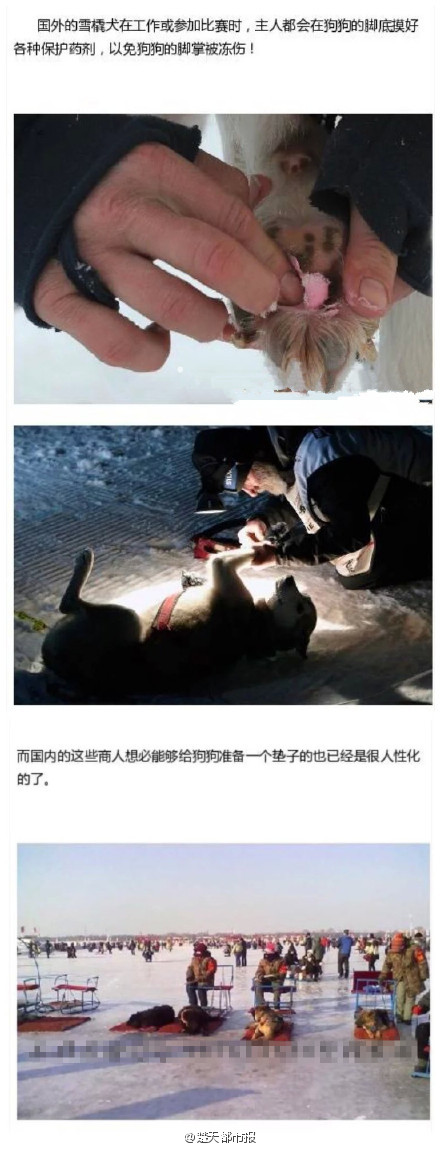 国外的雪橇犬在工作或参加比赛时，主人都会在狗狗的脚底摸好
各种保护药剂，以免狗狗的脚掌被冻伤！
而国内的这些商人想必能够给狗狗准备一个垫子的也已经是很人性化
的了。
@楚天都市报